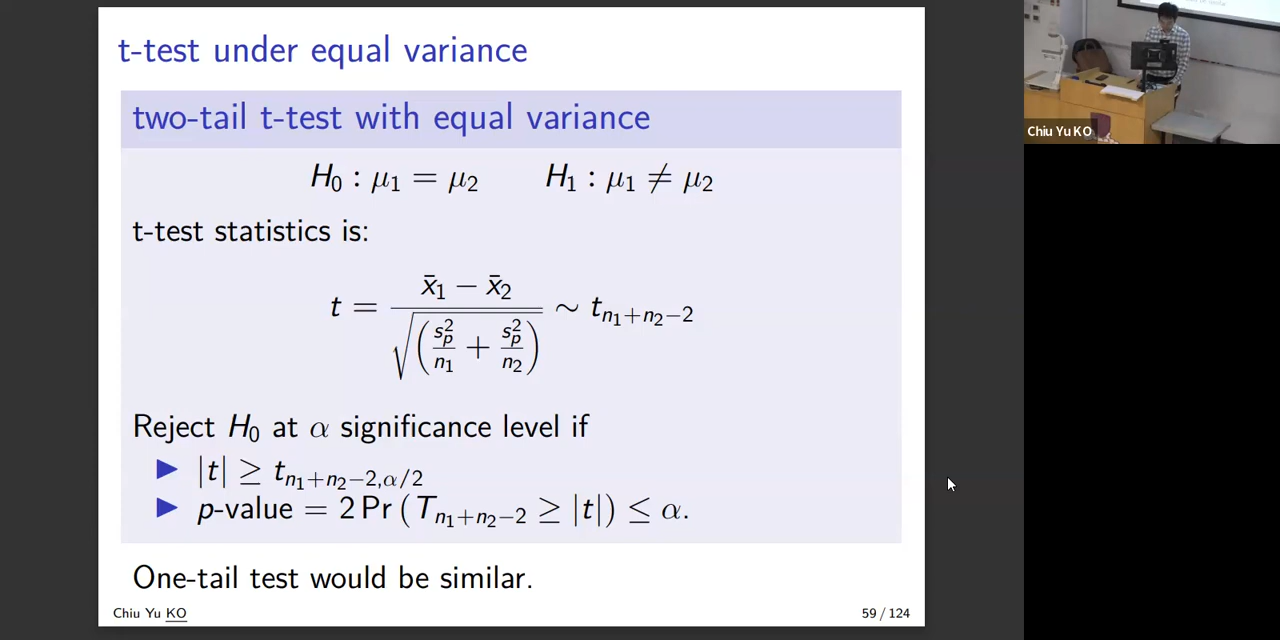 t-test under equal variance
two-tail t-test with equal variance
H₀ : μ₁ = μ₂ H₁ : μ₁ ≠ μ₂
t-test statistics is:
t = (x̄₁ − x̄₂) / √(s²ₚ/n₁ + s²ₚ/n₂) ∼ t_{n₁+n₂−2}
Reject H₀ at α significance level if
▶ |t| ≥ t_{n₁+n₂−2,α/2}
▶ p-value = 2 Pr (T_{n₁+n₂−2} ≥ |t|) ≤ α.
One-tail test would be similar.
Chiu Yu KO
59 / 124
Chiu Yu KO